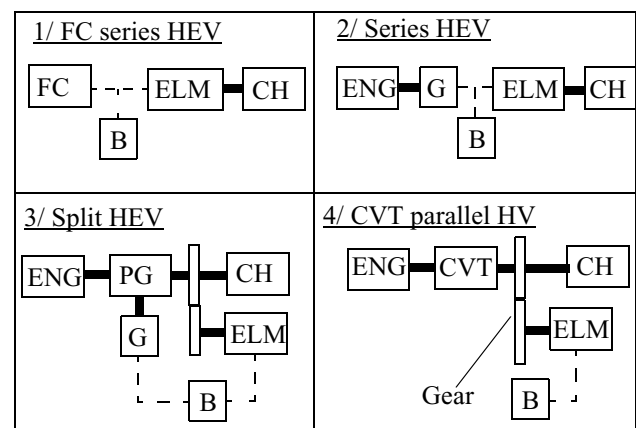 1/ FC series HEV
FC
ELM
CH
B
2/ Series HEV
ENG
G
ELM
CH
B
3/ Split HEV
ENG
PG
CH
G
ELM
B
4/ CVT parallel HV
ENG
CVT
CH
ELM
Gear
B